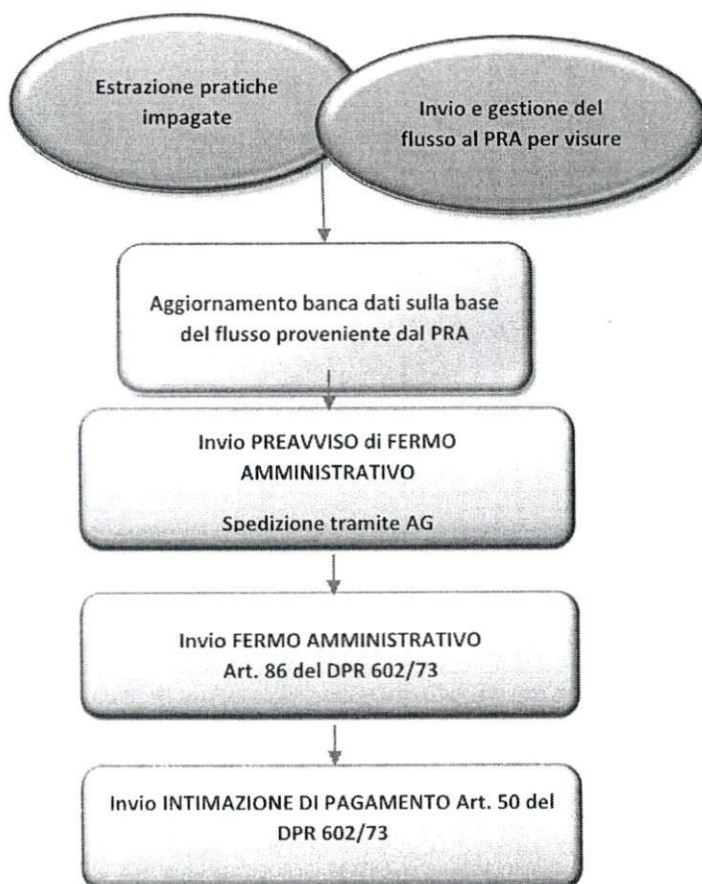 Estrazione pratiche
impagate
Invio e gestione del
flusso al PRA per visure
Aggiornamento banca dati sulla base
del flusso proveniente dal PRA
Invio PREAVVISO di FERMO
AMMINISTRATIVO
Spedizione tramite AG
Invio FERMO AMMINISTRATIVO
Art. 86 del DPR 602/73
Invio INTIMAZIONE DI PAGAMENTO Art. 50 del
DPR 602/73